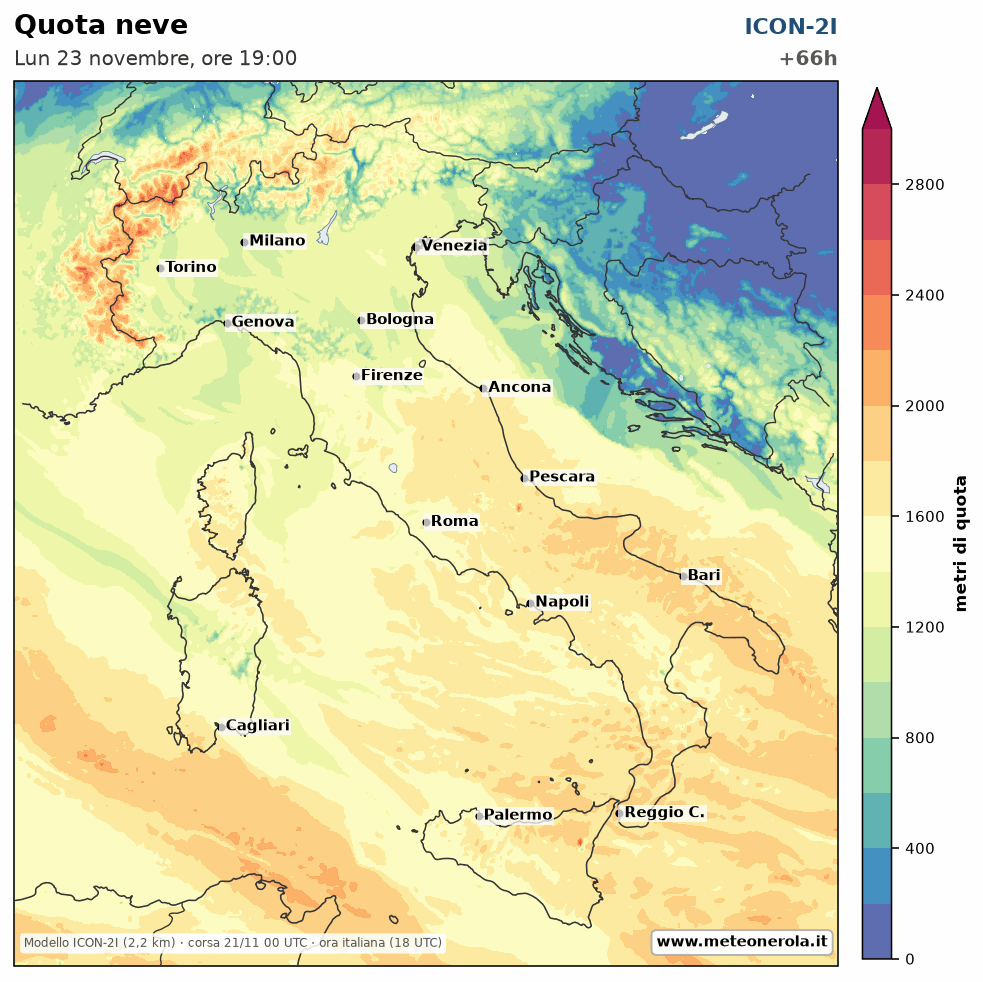 Quota neve
ICON-2I
Lun 23 novembre, ore 19:00
+66h
Milano
Venezia
Torino
Genova
Bologna
Firenze
Ancona
Pescara
Roma
Bari
Napoli
Cagliari
Palermo
Reggio C.
2800
2400
2000
1600
1200
800
400
0
metri di quota
Modello ICON-2I (2,2 km) · corsa 21/11 00 UTC · ora italiana (18 UTC)
www.meteonerola.it